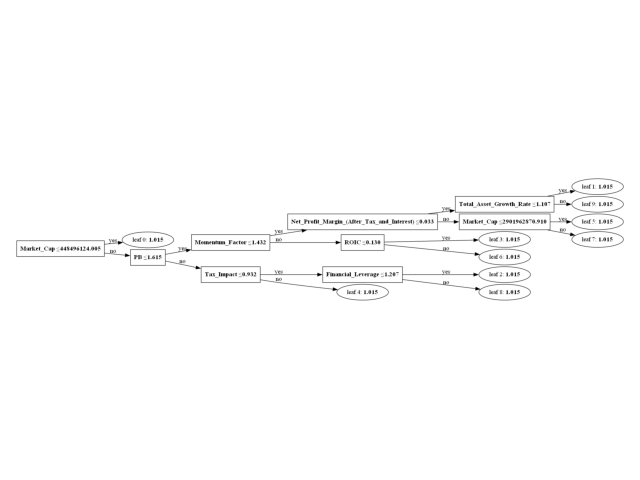 yes
leaf 1: 1.015
Total_Asset_Growth_Rate ≤1.107
yes
no
leaf 9: 1.015
Net_Profit_Margin_(After_Tax_and_Interest) ≤0.033
no
Market_Cap ≤2901962870.910
yes
leaf 5: 1.015
yes
no
leaf 7: 1.015
leaf 0: 1.015
Momentum_Factor ≤1.432
no
ROIC ≤0.130
yes
leaf 3: 1.015
Market_Cap ≤448496124.005
yes
yes
no
leaf 6: 1.015
no
PB ≤1.615
no
Tax_Impact ≤0.932
yes
Financial_Leverage ≤1.207
yes
leaf 2: 1.015
no
leaf 4: 1.015
no
leaf 8: 1.015